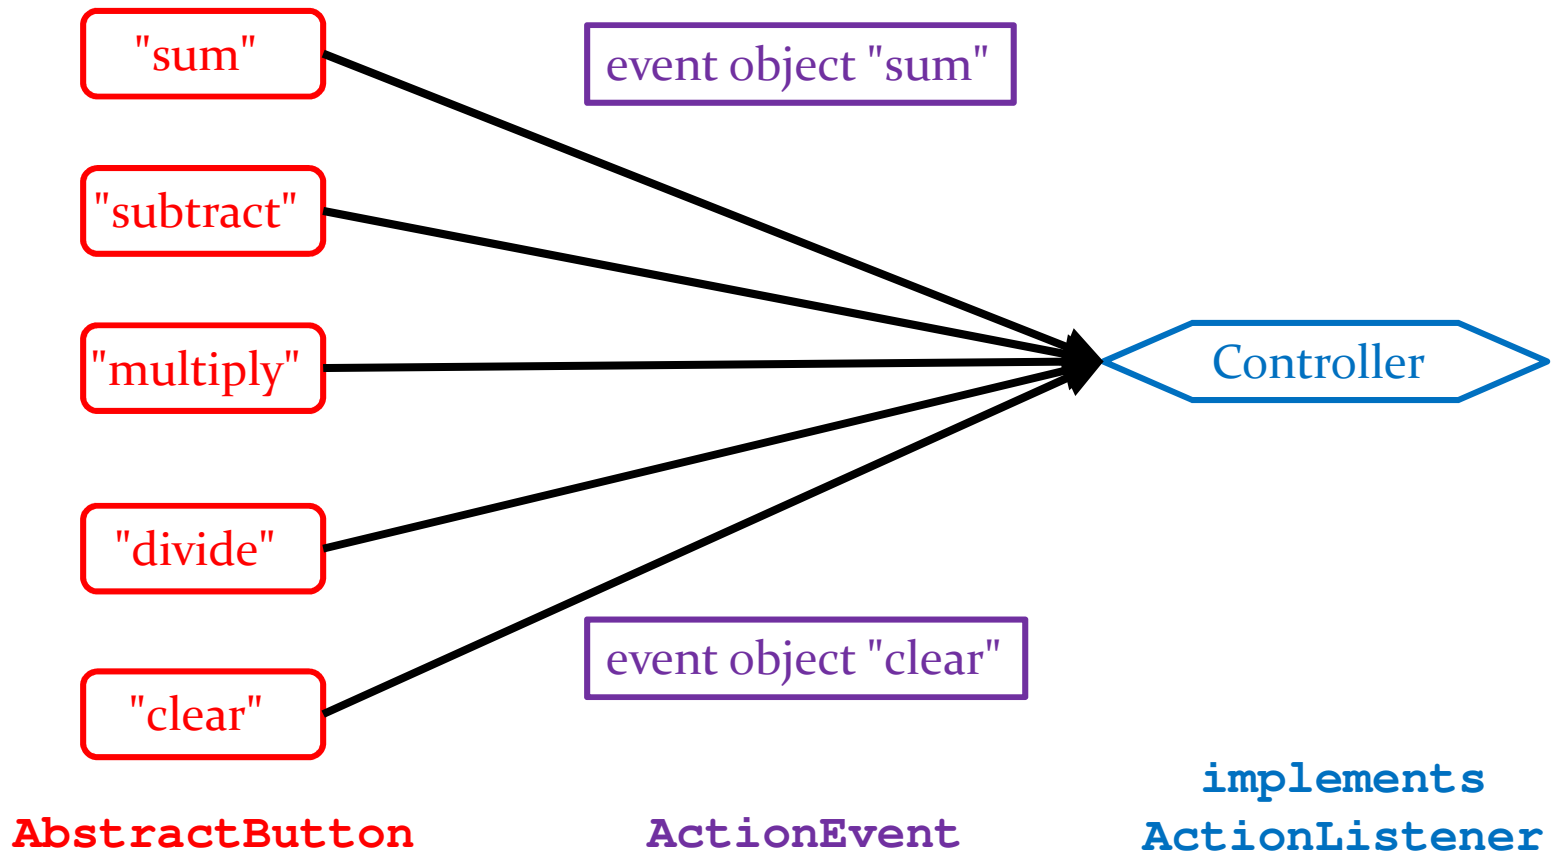 "sum"
event object "sum"
"subtract"
"multiply"
Controller
"divide"
event object "clear"
"clear"
AbstractButton
ActionEvent
implements
ActionListener